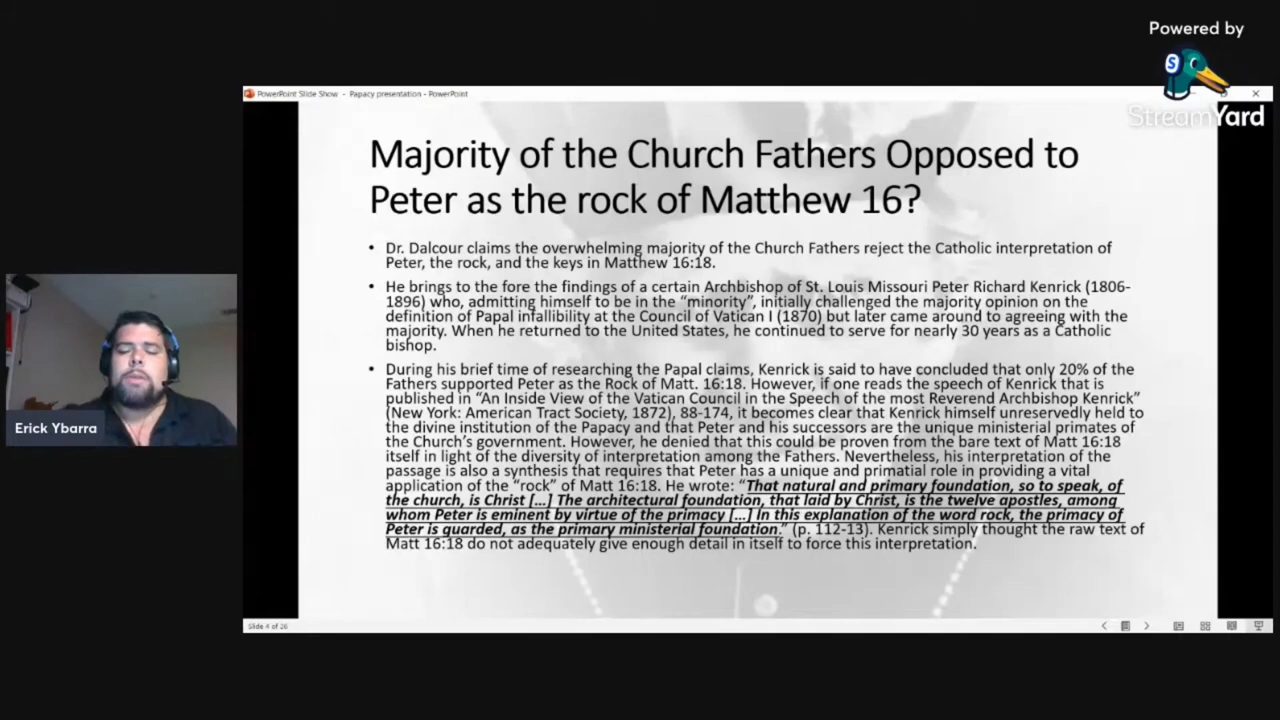 Powered by
StreamYard
PowerPoint Slide Show - Papacy presentation - PowerPoint
Majority of the Church Fathers Opposed to
Peter as the rock of Matthew 16?
• Dr. Dalcour claims the overwhelming majority of the Church Fathers reject the Catholic interpretation of
Peter, the rock, and the keys in Matthew 16:18.
• He brings to the fore the findings of a certain Archbishop of St. Louis Missouri Peter Richard Kenrick (1806-
1896) who, admitting himself to be in the “minority”, initially challenged the majority opinion on the
definition of Papal infallibility at the Council of Vatican I (1870) but later came around to agreeing with the
majority. When he returned to the United States, he continued to serve for nearly 30 years as a Catholic
bishop.
• During his brief time of researching the Papal claims, Kenrick is said to have concluded that only 20% of the
Fathers supported Peter as the Rock of Matt. 16:18. However, if one reads the speech of Kenrick that is
published in “An Inside View of the Vatican Council in the Speech of the most Reverend Archbishop Kenrick”
(New York: American Tract Society, 1872), 88-174, it becomes clear that Kenrick himself unreservedly held to
the divine institution of the Papacy and that Peter and his successors are the unique ministerial primates of
the Church’s government. However, he denied that this could be proven from the bare text of Matt 16:18
itself in light of the diversity of interpretation among the Fathers. Nevertheless, his interpretation of the
passage is also a synthesis that requires that Peter has a unique and primatial role in providing a vital
application of the “rock” of Matt 16:18. He wrote: “That natural and primary foundation, so to speak, of
the church, is Christ [...] The architectural foundation, that laid by Christ, is the twelve apostles, among
whom Peter is eminent by virtue of the primacy [...] In this explanation of the word rock, the primacy of
Peter is guarded, as the primary ministerial foundation.” (p. 112-13). Kenrick simply thought the raw text of
Matt 16:18 do not adequately give enough detail in itself to force this interpretation.
Erick Ybarra
Slide 4 of 26